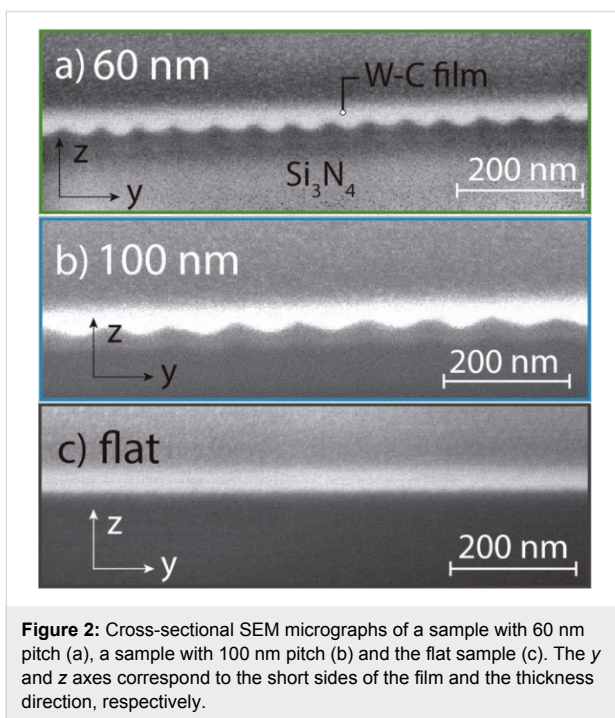 a) 60 nm
W-C film
z
y
Si₃N₄
200 nm
b) 100 nm
z
y
200 nm
c) flat
z
y
200 nm
Figure 2: Cross-sectional SEM micrographs of a sample with 60 nm
pitch (a), a sample with 100 nm pitch (b) and the flat sample (c). The y
and z axes correspond to the short sides of the film and the thickness
direction, respectively.